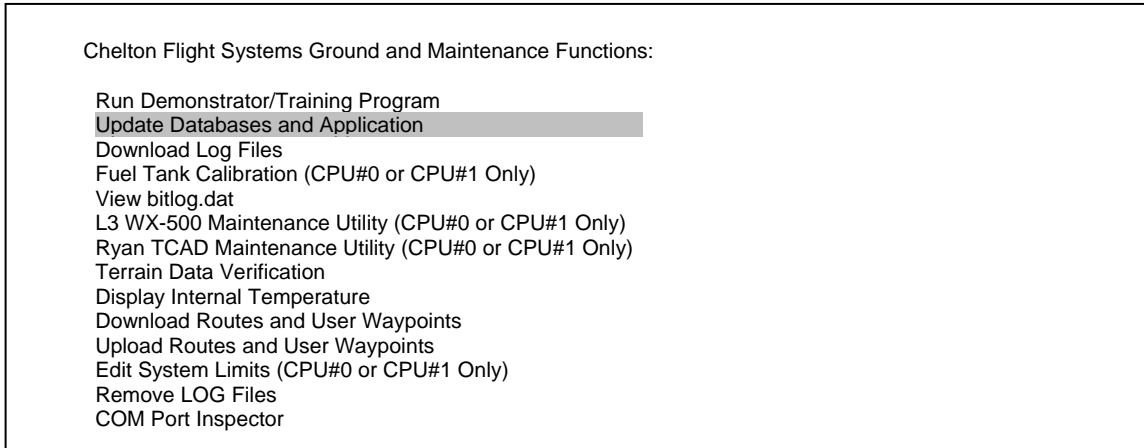 Chelton Flight Systems Ground and Maintenance Functions:
Run Demonstrator/Training Program
Update Databases and Application
Download Log Files
Fuel Tank Calibration (CPU#0 or CPU#1 Only)
View bitlog.dat
L3 WX-500 Maintenance Utility (CPU#0 or CPU#1 Only)
Ryan TCAD Maintenance Utility (CPU#0 or CPU#1 Only)
Terrain Data Verification
Display Internal Temperature
Download Routes and User Waypoints
Upload Routes and User Waypoints
Edit System Limits (CPU#0 or CPU#1 Only)
Remove LOG Files
COM Port Inspector